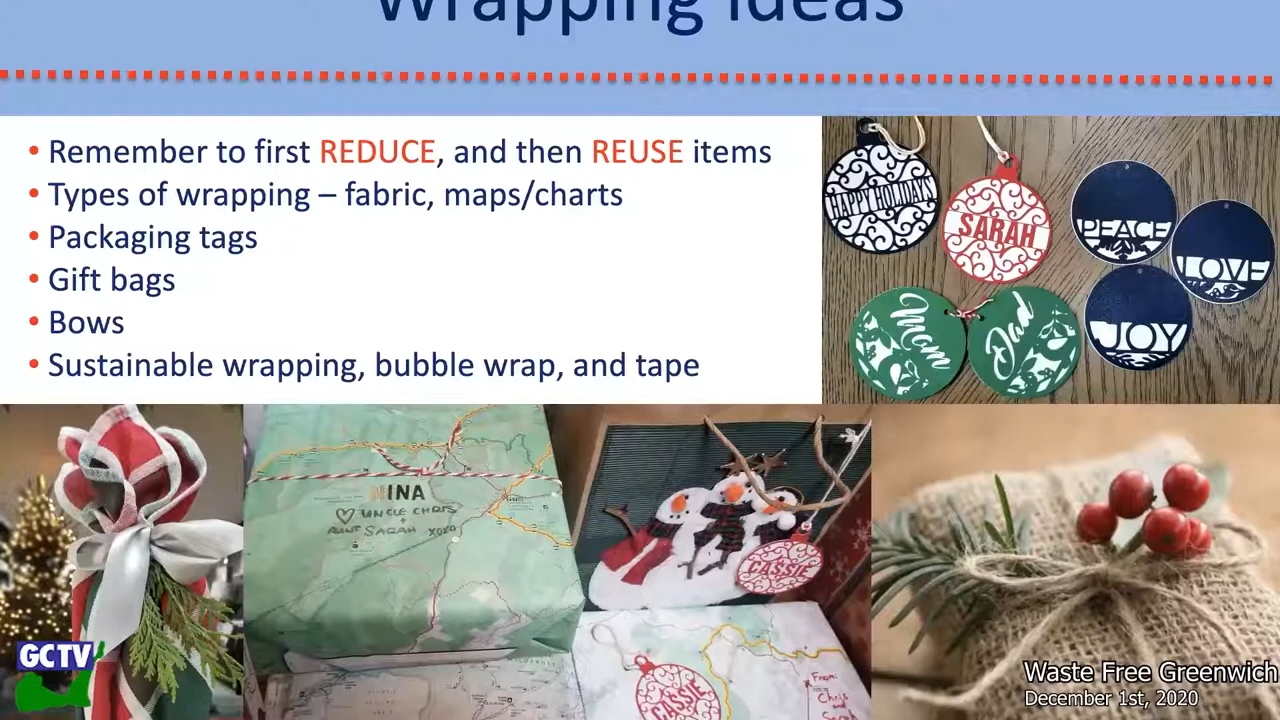 Wrapping Ideas
• Remember to first REDUCE, and then REUSE items
• Types of wrapping – fabric, maps/charts
• Packaging tags
• Gift bags
• Bows
• Sustainable wrapping, bubble wrap, and tape
HAPPY HOLIDAYS
SARAH
PEACE
LOVE
JOY
Mom
Dad
NINA
♡ UNCLE CHRIS
+
AUNT SARAH XOXO
CASSIE
CASSIE
From:
Chris
and
Sarah
GCTV
Waste Free Greenwich
December 1st, 2020